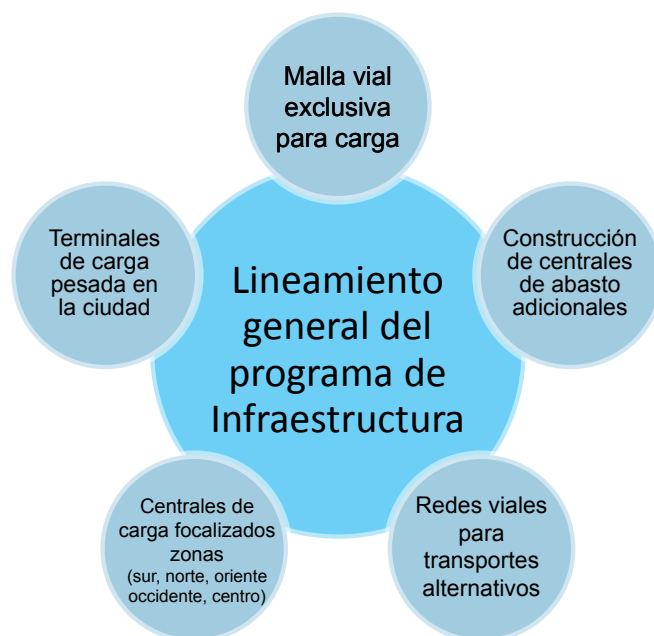 Malla vial
exclusiva
para carga
Terminales
de carga
pesada en
la ciudad
Construcción
de centrales
de abasto
adicionales
Lineamiento
general del
programa de
Infraestructura
Centrales de
carga focalizados
zonas
(sur, norte, oriente
occidente, centro)
Redes viales
para
transportes
alternativos